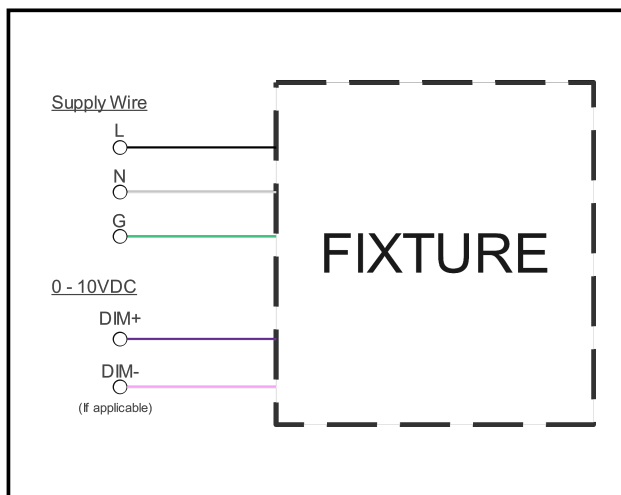 Supply Wire
L
N
G
FIXTURE
0 - 10VDC
DIM+
DIM-
(If applicable)